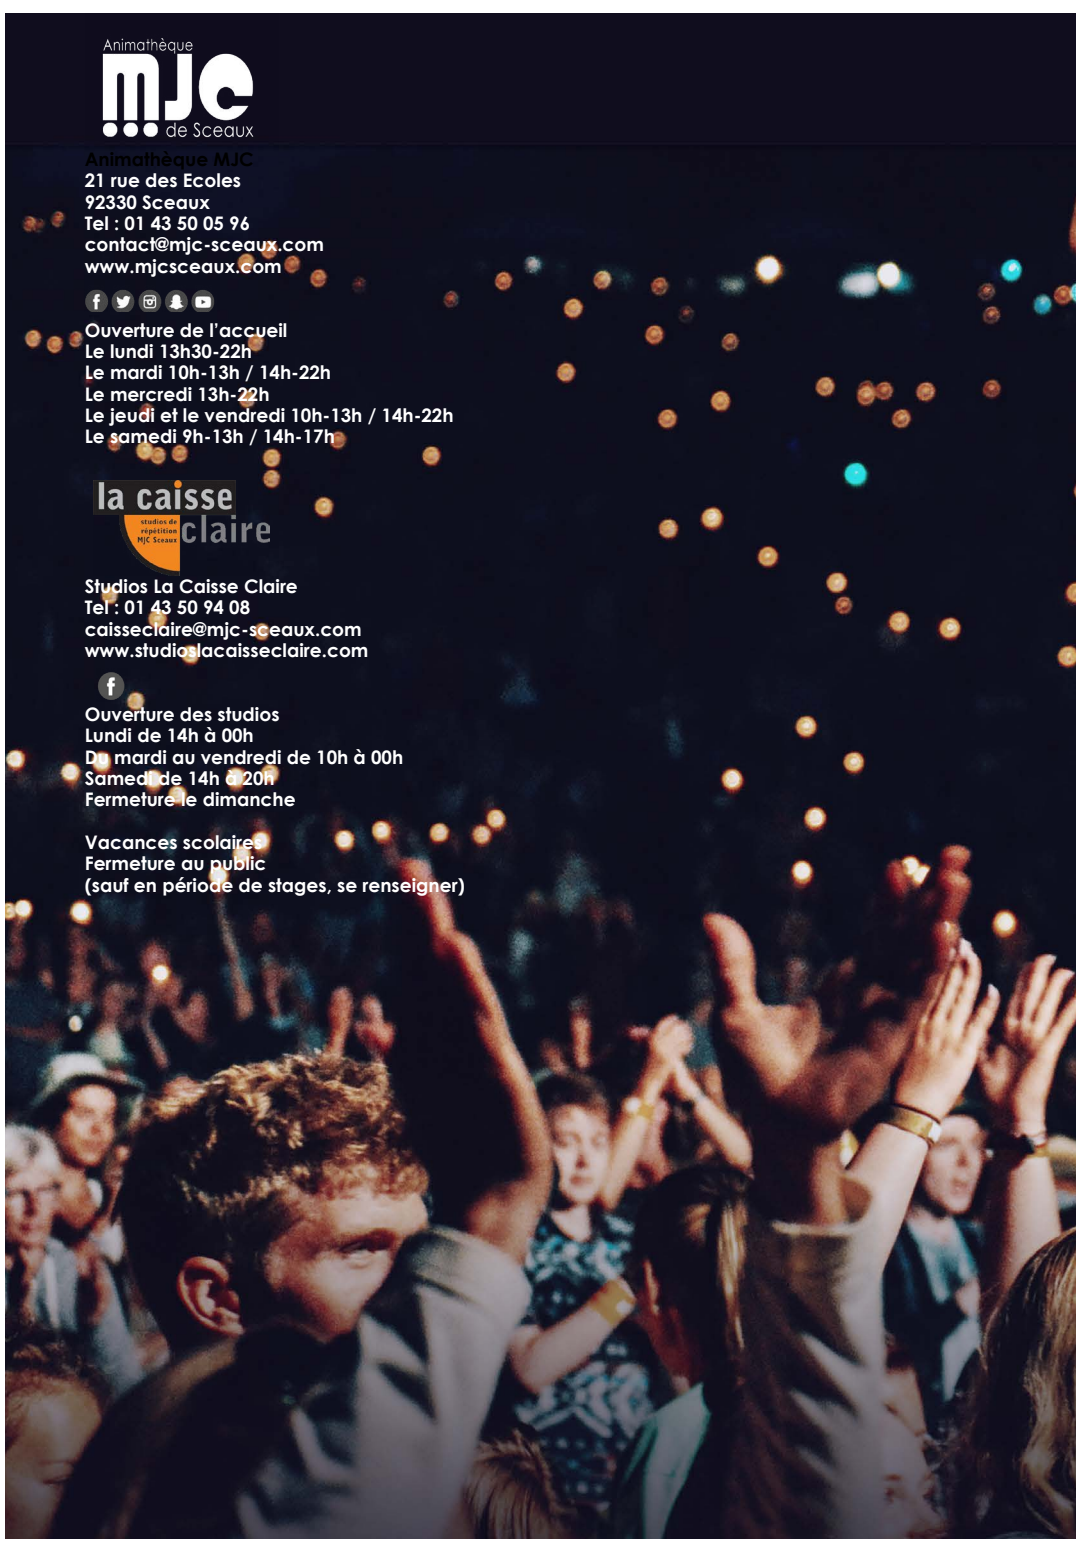 Animathèque
mjc
de Sceaux
Animathèque MJC
21 rue des Ecoles
92330 Sceaux
Tel : 01 43 50 05 96
contact@mjc-sceaux.com
www.mjcsceaux.com
Ouverture de l'accueil
Le lundi 13h30-22h
Le mardi 10h-13h / 14h-22h
Le mercredi 13h-22h
Le jeudi et le vendredi 10h-13h / 14h-22h
Le samedi 9h-13h / 14h-17h
la caisse
claire
studios de
répétition
MJC Sceaux
Studios La Caisse Claire
Tel : 01 43 50 94 08
caisseclaire@mjc-sceaux.com
www.studioslacaisseclaire.com
Ouverture des studios
Lundi de 14h à 00h
Du mardi au vendredi de 10h à 00h
Samedi de 14h à 20h
Fermeture le dimanche
Vacances scolaires
Fermeture au public
(sauf en période de stages, se renseigner)